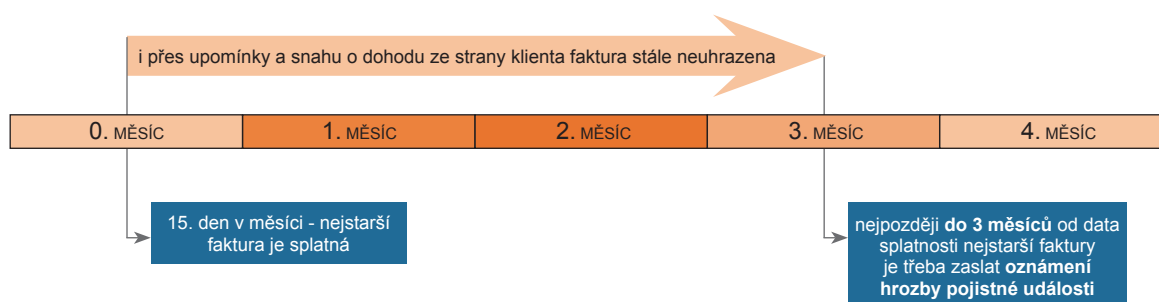 i přes upomínky a snahu o dohodu ze strany klienta faktura stále neuhrazena
0. MĚSÍC
1. MĚSÍC
2. MĚSÍC
3. MĚSÍC
4. MĚSÍC
15. den v měsíci - nejstarší
faktura je splatná
nejpozději do 3 měsíců od data
splatnosti nejstarší faktury
je třeba zaslat oznámení
hrozby pojistné události